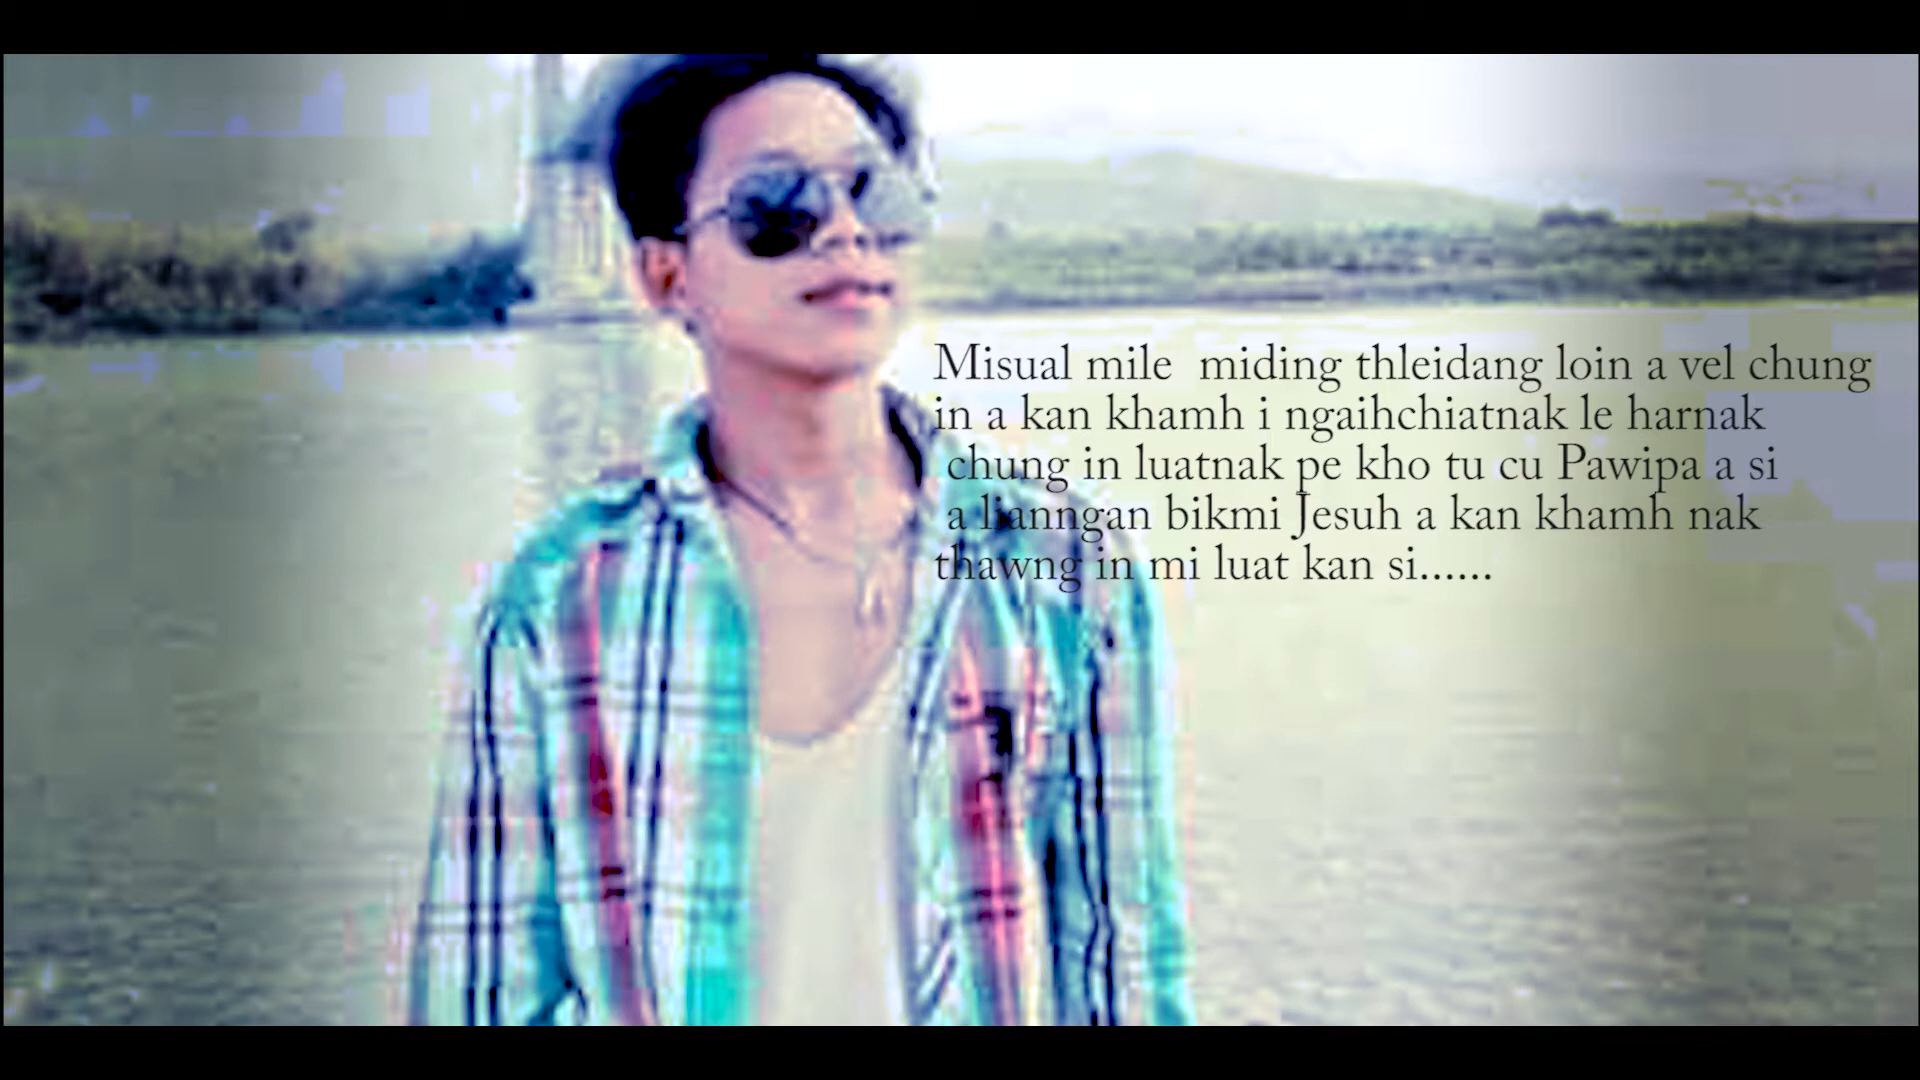 Misual mile  miding thleidang loin a vel chung
in a kan khamh i ngaihchiatnak le harnak
chung in luatnak pe kho tu cu Pawipa a si
a lianngan bikmi Jesuh a kan khamh nak
thawng in mi luat kan si......